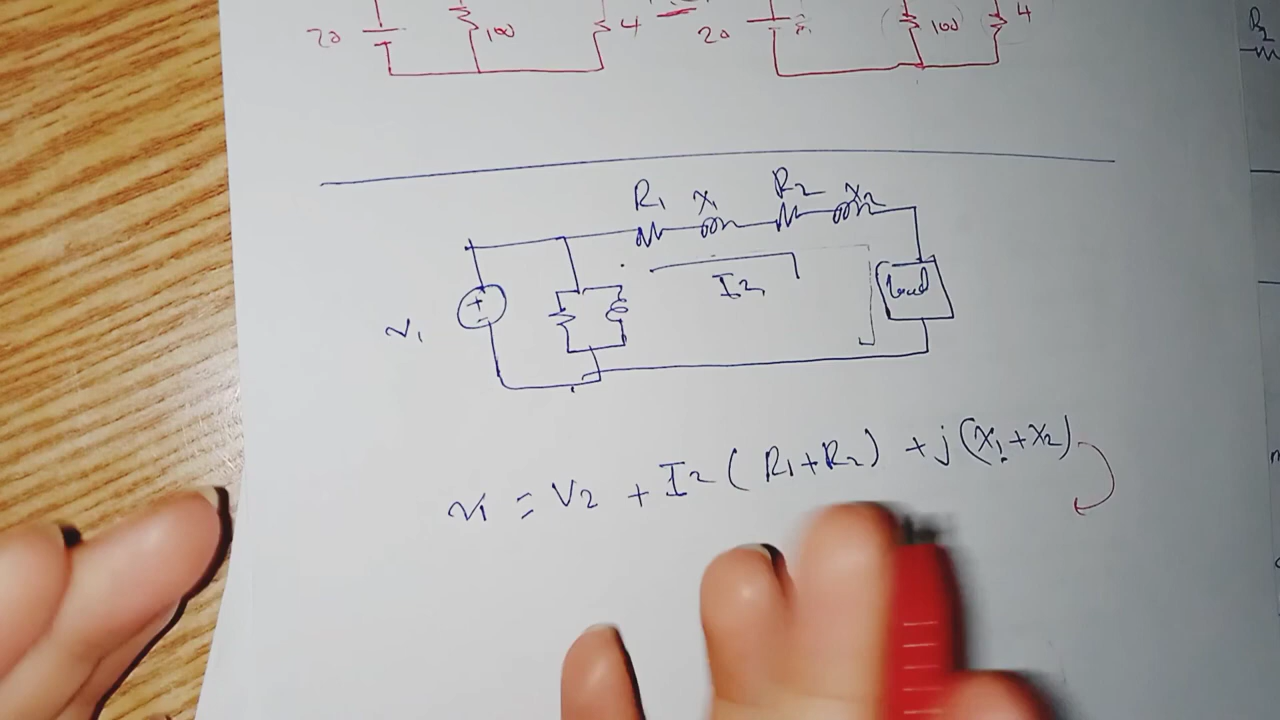 20 100 4 = 20 100 4
R2
R1 X1 R2 X2
I2
Load
+
-
V1
V1 = V2 + I2 (R1+R2) + j(X1+X2)